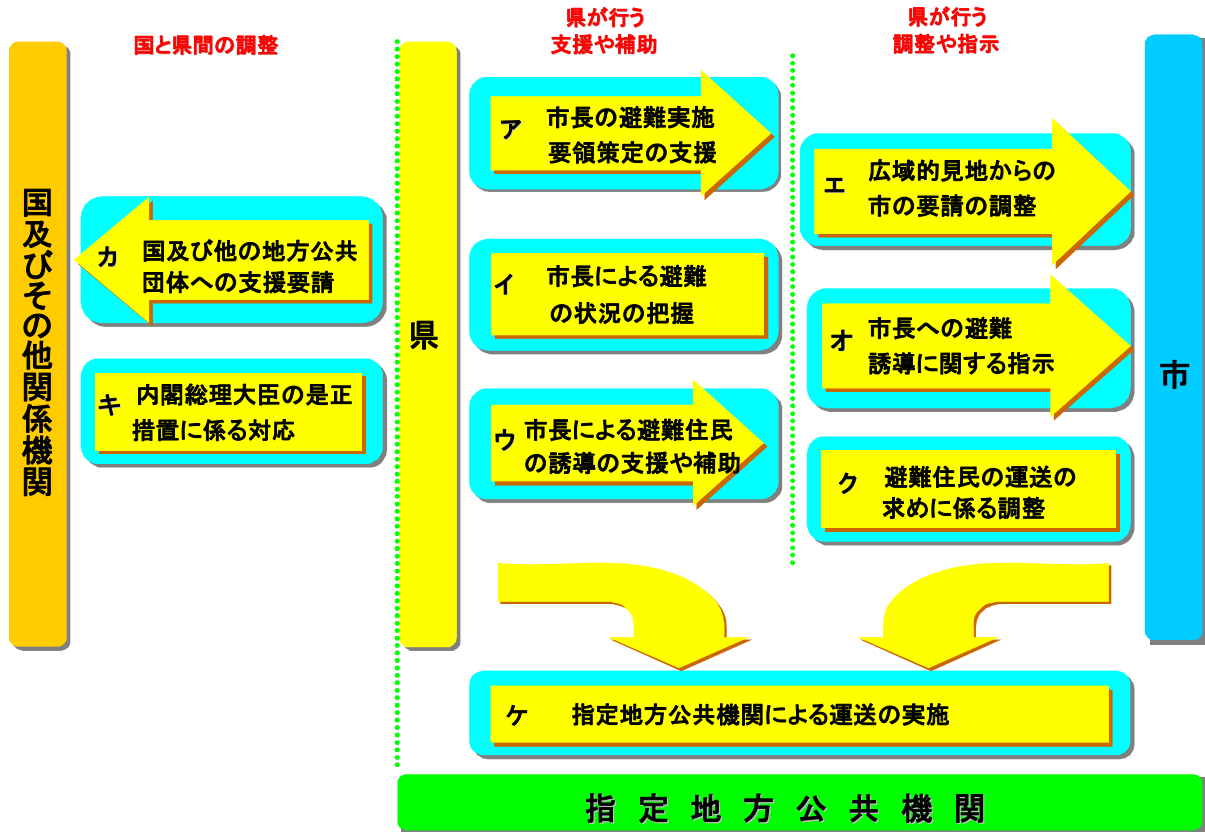 国と県間の調整
県が行う
支援や補助
県が行う
調整や指示
国及びその他関係機関
カ 国及び他の地方公共
団体への支援要請
キ 内閣総理大臣の是正
措置に係る対応
県
ア 市長の避難実施
要領策定の支援
イ 市長による避難
の状況の把握
ウ 市長による避難住民
の誘導の支援や補助
エ 広域的見地からの
市の要請の調整
オ 市長への避難
誘導に関する指示
ク 避難住民の運送の
求めに係る調整
市
ケ 指定地方公共機関による運送の実施
指定地方公共機関